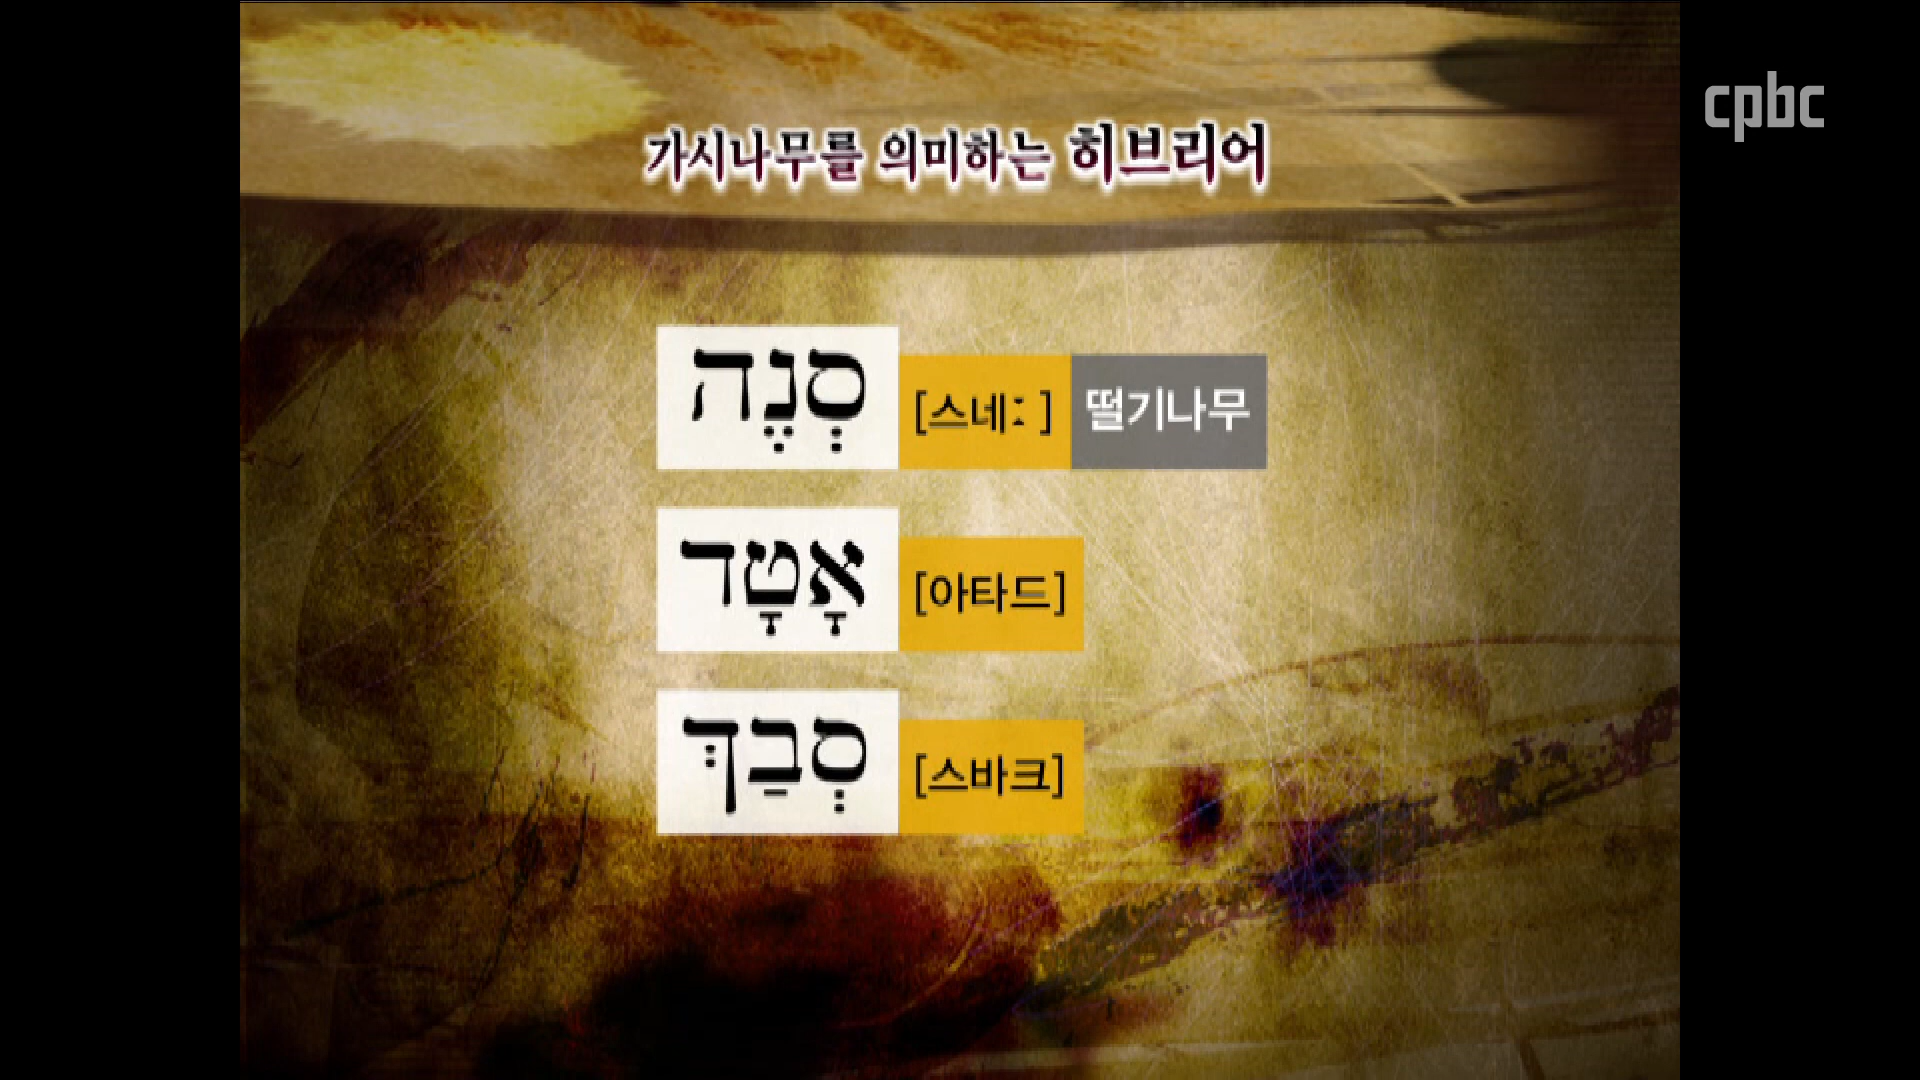 cpbc
가시나무를 의미하는 히브리어
סְנֶה [스네ː] 떨기나무
אָטָד [아타드]
סְבַךְ [스바크]